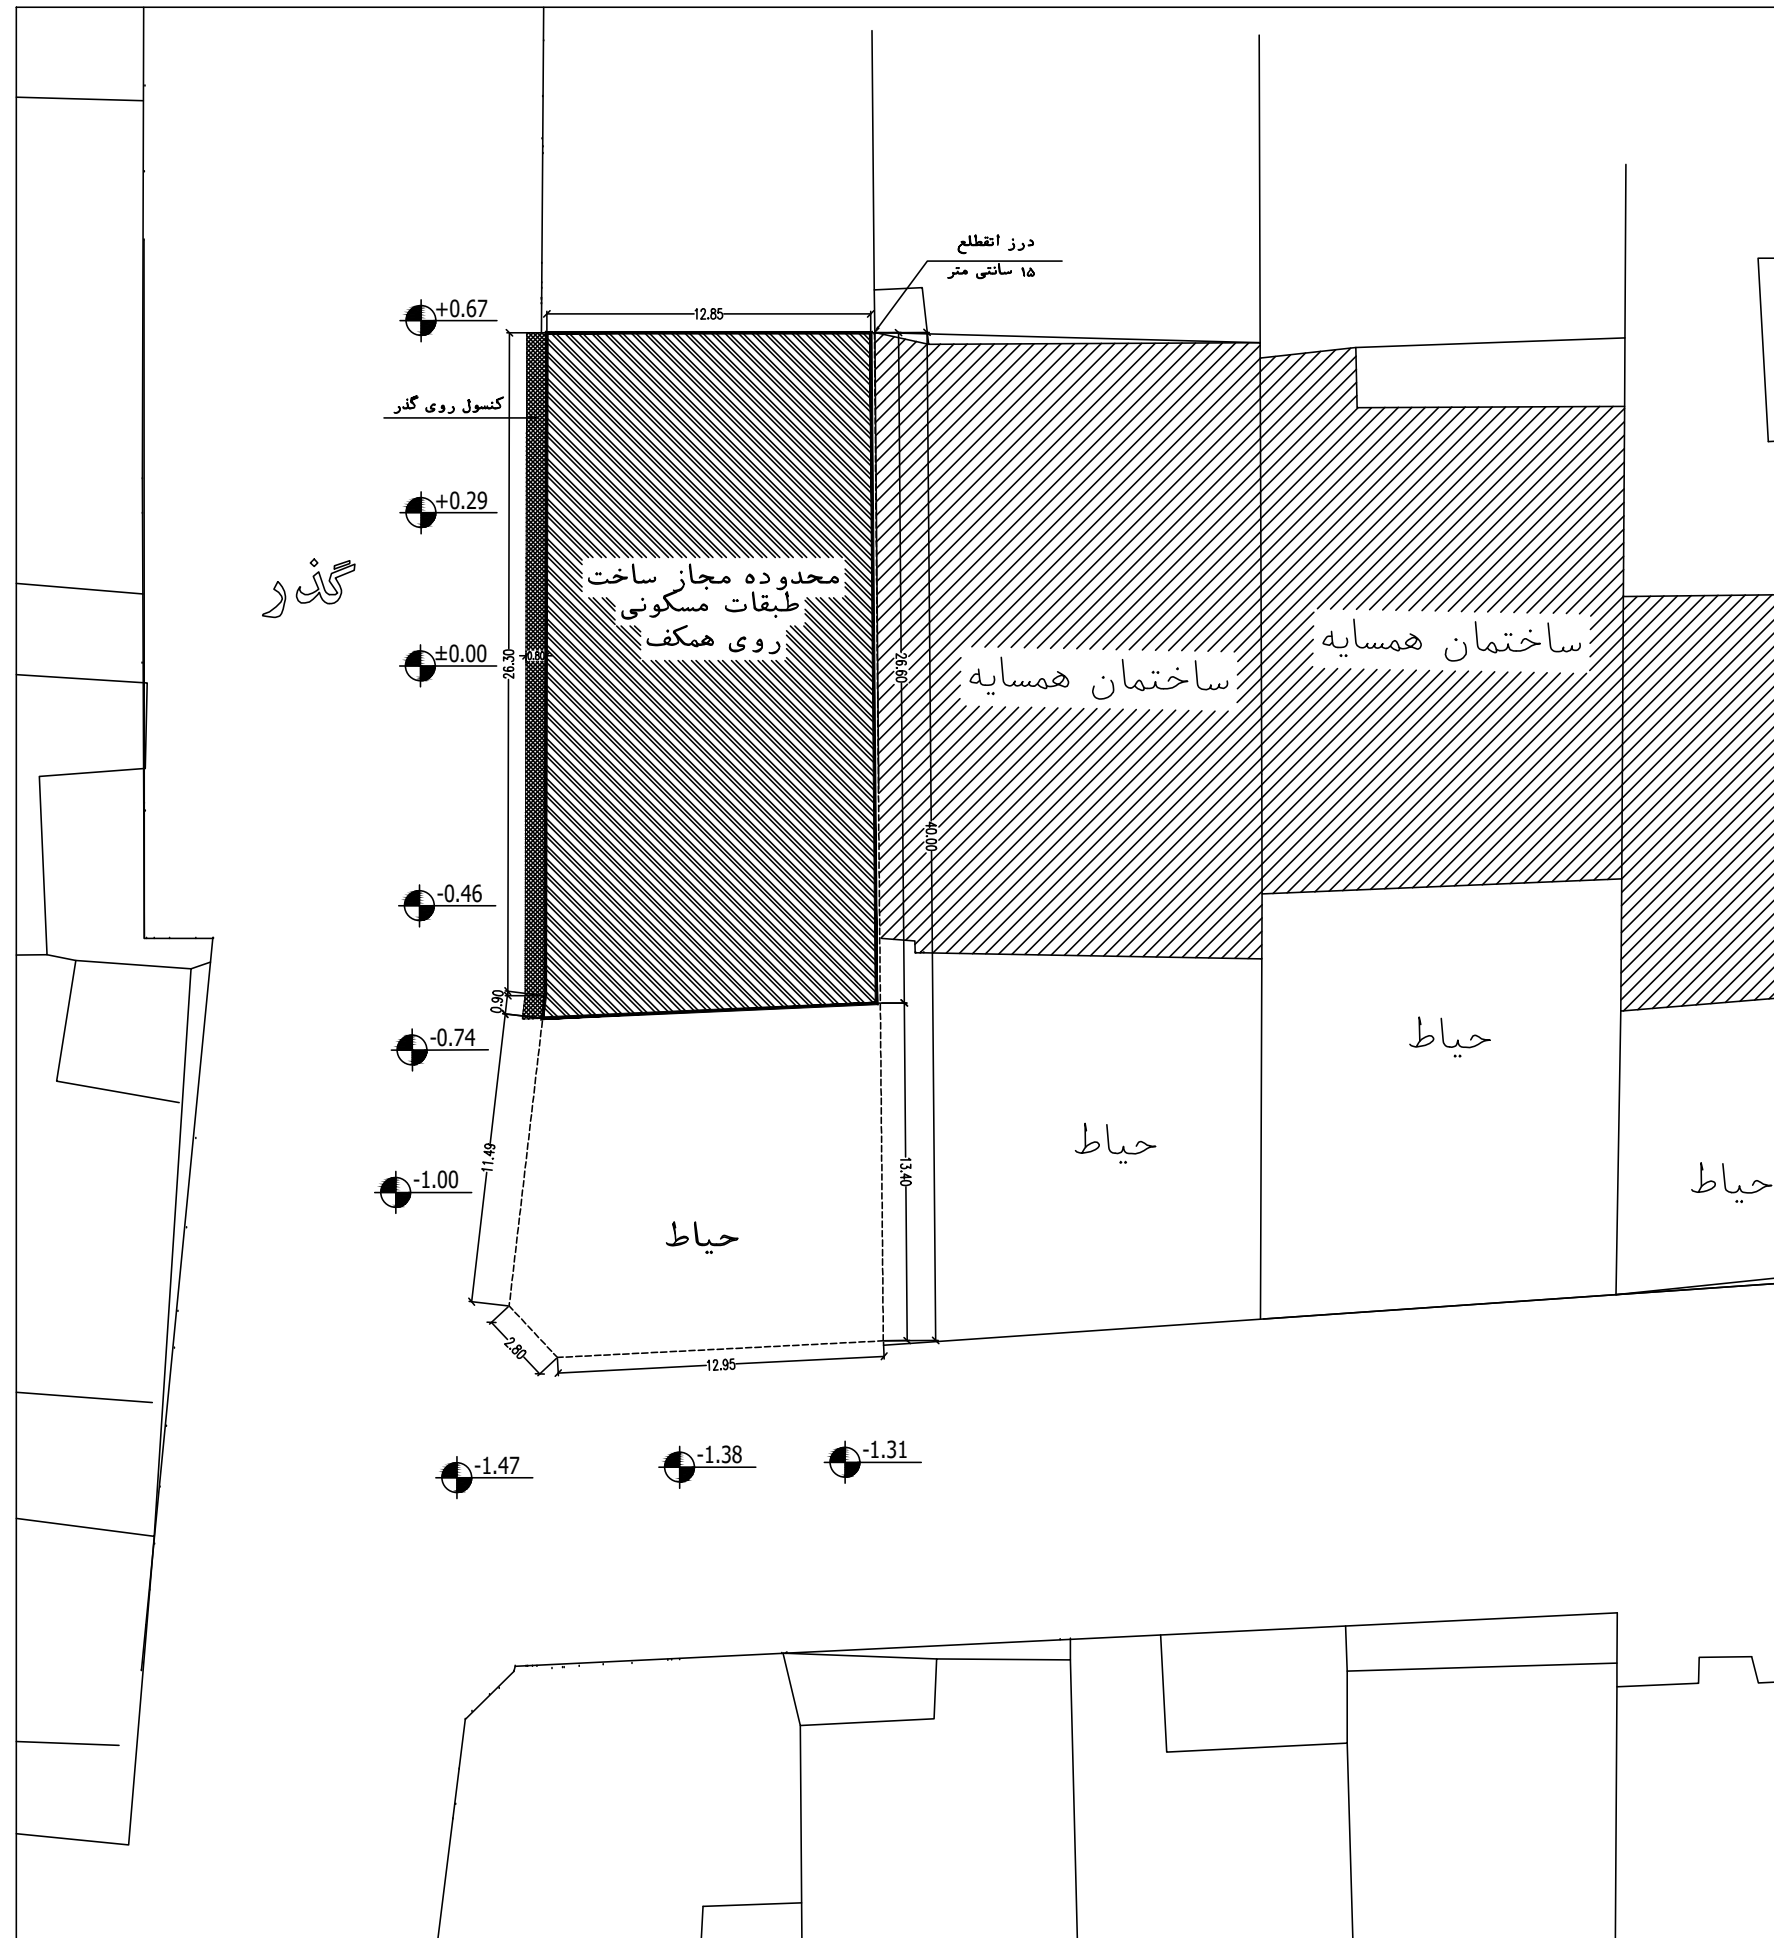 درز اتقطلع
۱۵ سانتی متر
+0.67
12.85
کنسول روی گذر
+0.29
گذر
محدوده مجاز ساخت
طبقات مسکونی
روی همکف
ساختمان همسایه
ساختمان همسایه
±0.00
26.30
0.60
26.60
40.00
-0.46
0.90
-0.74
حیاط
حیاط
حیاط
11.49
13.40
-1.00
حیاط
2.80
12.95
-1.47
-1.38
-1.31